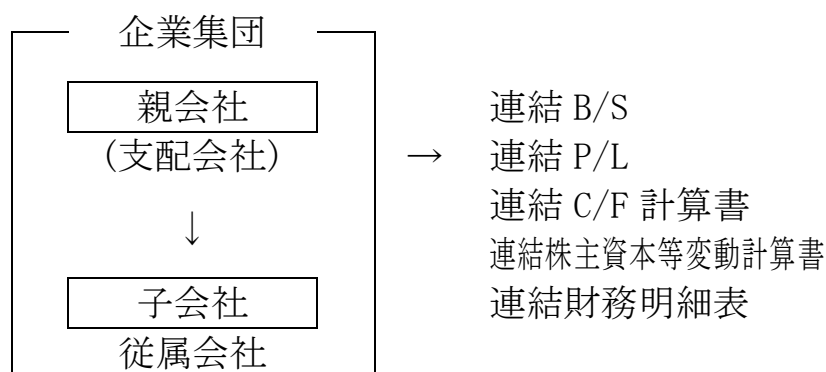 企業集団
親会社
(支配会社)
↓
子会社
従属会社
→
連結 B/S
連結 P/L
連結 C/F 計算書
連結株主資本等変動計算書
連結財務明細表